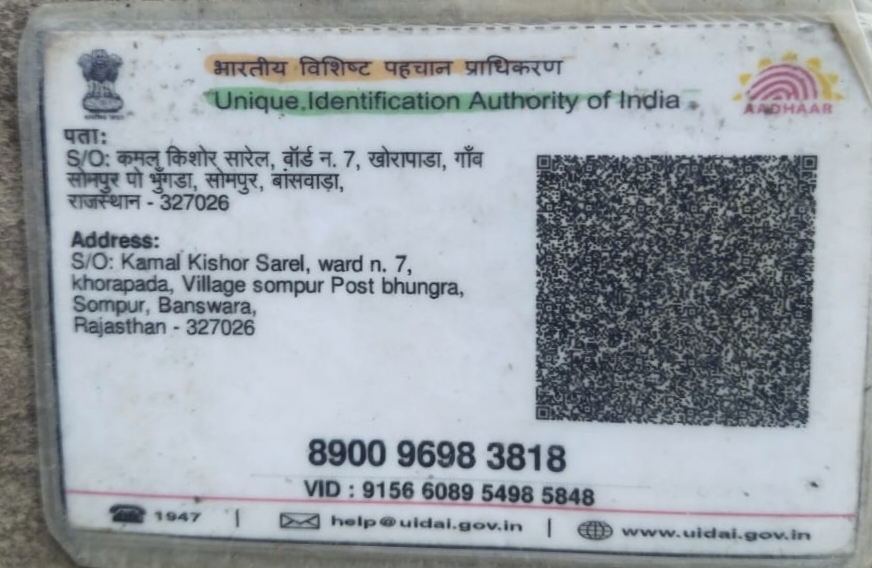 भारतीय विशिष्ट पहचान प्राधिकरण
Unique Identification Authority of India
AADHAAR
पता:
S/O: कमल किशोर सारेल, वॉर्ड न. 7, खोरापाडा, गाँव
सोमपुर पो भुँगडा, सोमपुर, बांसवाड़ा,
राजस्थान - 327026
Address:
S/O: Kamal Kishor Sarel, ward n. 7,
khorapada, Village sompur Post bhungra,
Sompur, Banswara,
Rajasthan - 327026
8900 9698 3818
VID : 9156 6089 5498 5848
1947 | help@uidai.gov.in | www.uidai.gov.in